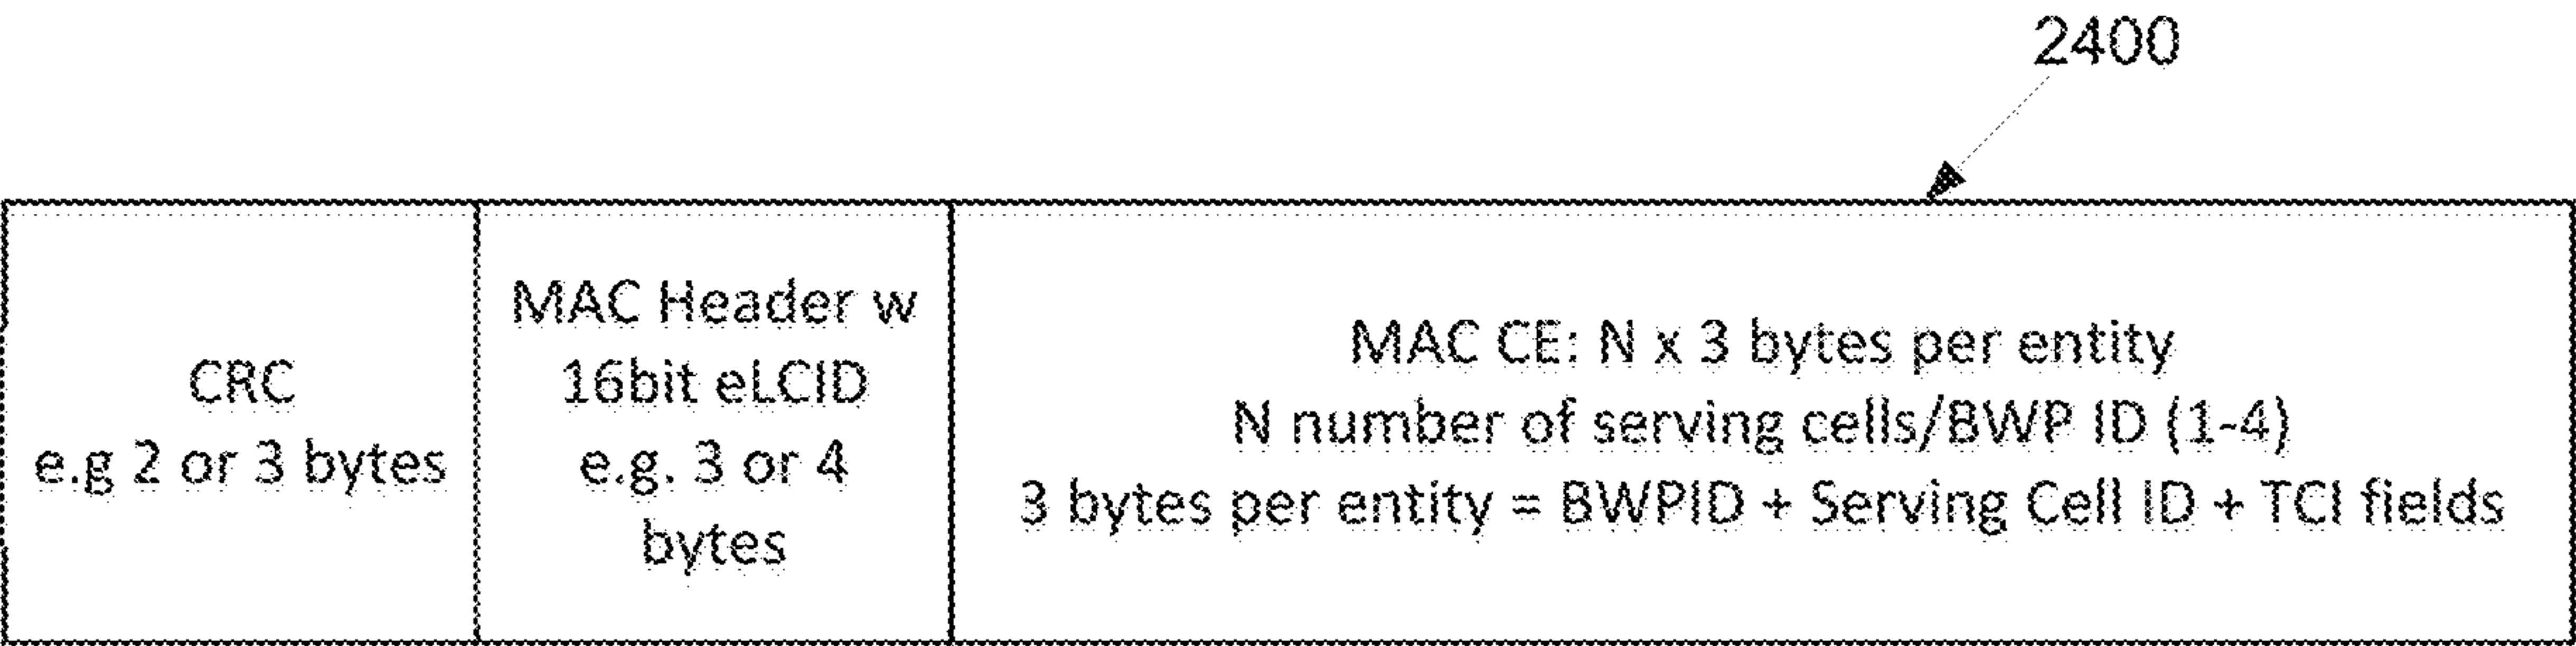 2400
CRC
e.g 2 or 3 bytes
MAC Header w
16bit eLCID
e.g. 3 or 4
bytes
MAC CE: N x 3 bytes per entity
N number of serving cells/BWP ID (1-4)
3 bytes per entity = BWPID + Serving Cell ID + TCI fields